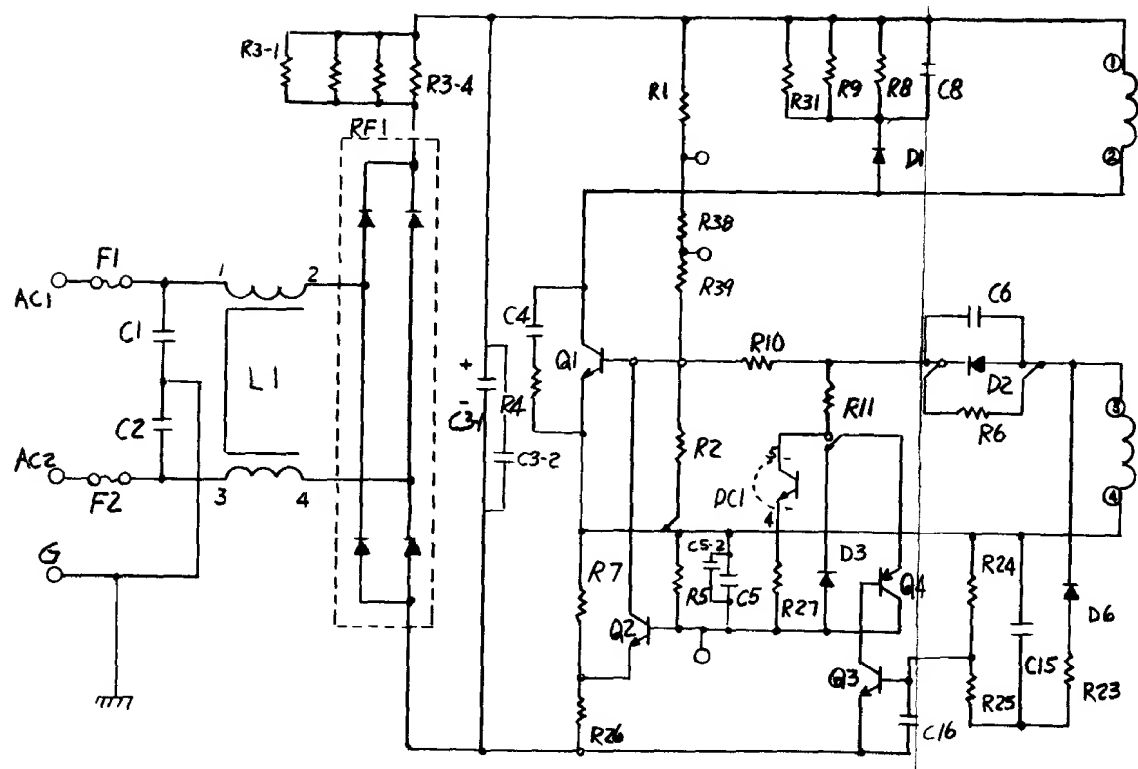 R3-1
R3-4
RF1
R1
R31
R9
R8
C8
1
2
D1
R38
R39
AC1
F1
1
2
C1
L1
C2
AC2
F2
3
4
G
+
-
C3-1
C3-2
C4
R4
Q1
R10
R11
R2
5
-
4
-
DC1
C6
D2
R6
3
4
R7
R5
C5-2
C5
R27
D3
Q4
Q2
Q3
R24
R25
C15
D6
R23
C16
R26